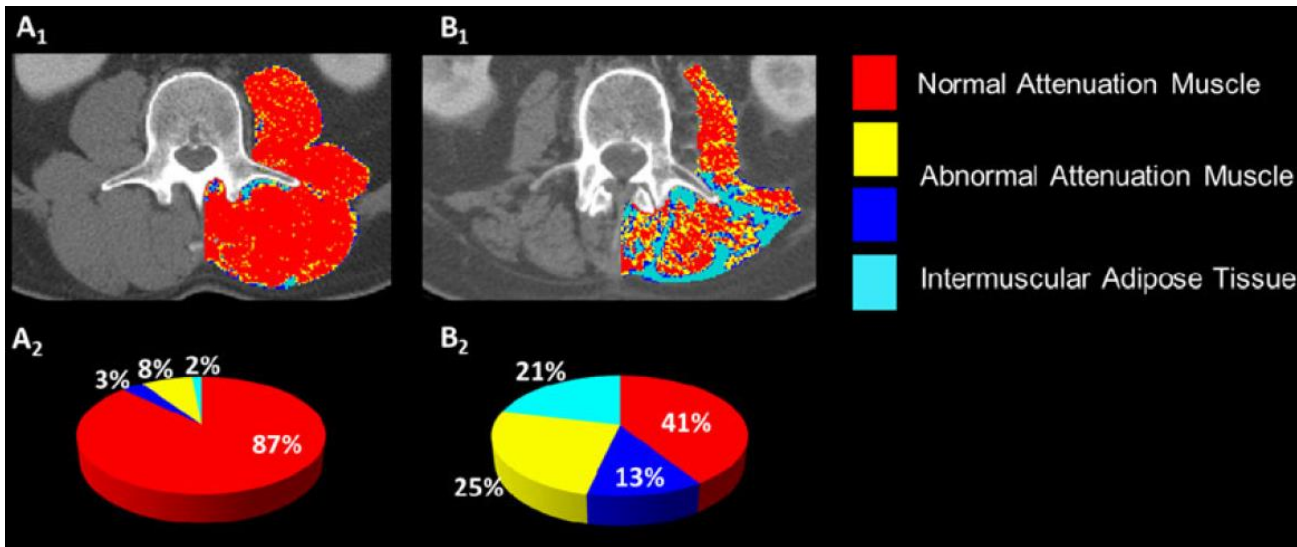 A1
B1
Normal Attenuation Muscle
Abnormal Attenuation Muscle
Intermuscular Adipose Tissue
A2
3%
8%
2%
87%
B2
21%
41%
25%
13%